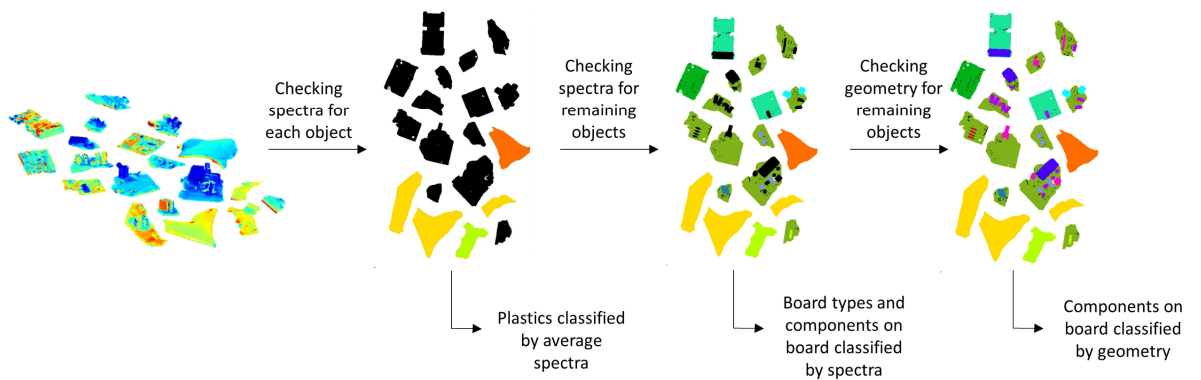 Checking
spectra for
each object
Checking
spectra for
remaining
objects
Checking
geometry for
remaining
objects
Plastics classified
by average
spectra
Board types and
components on
board classified
by spectra
Components on
board classified
by geometry